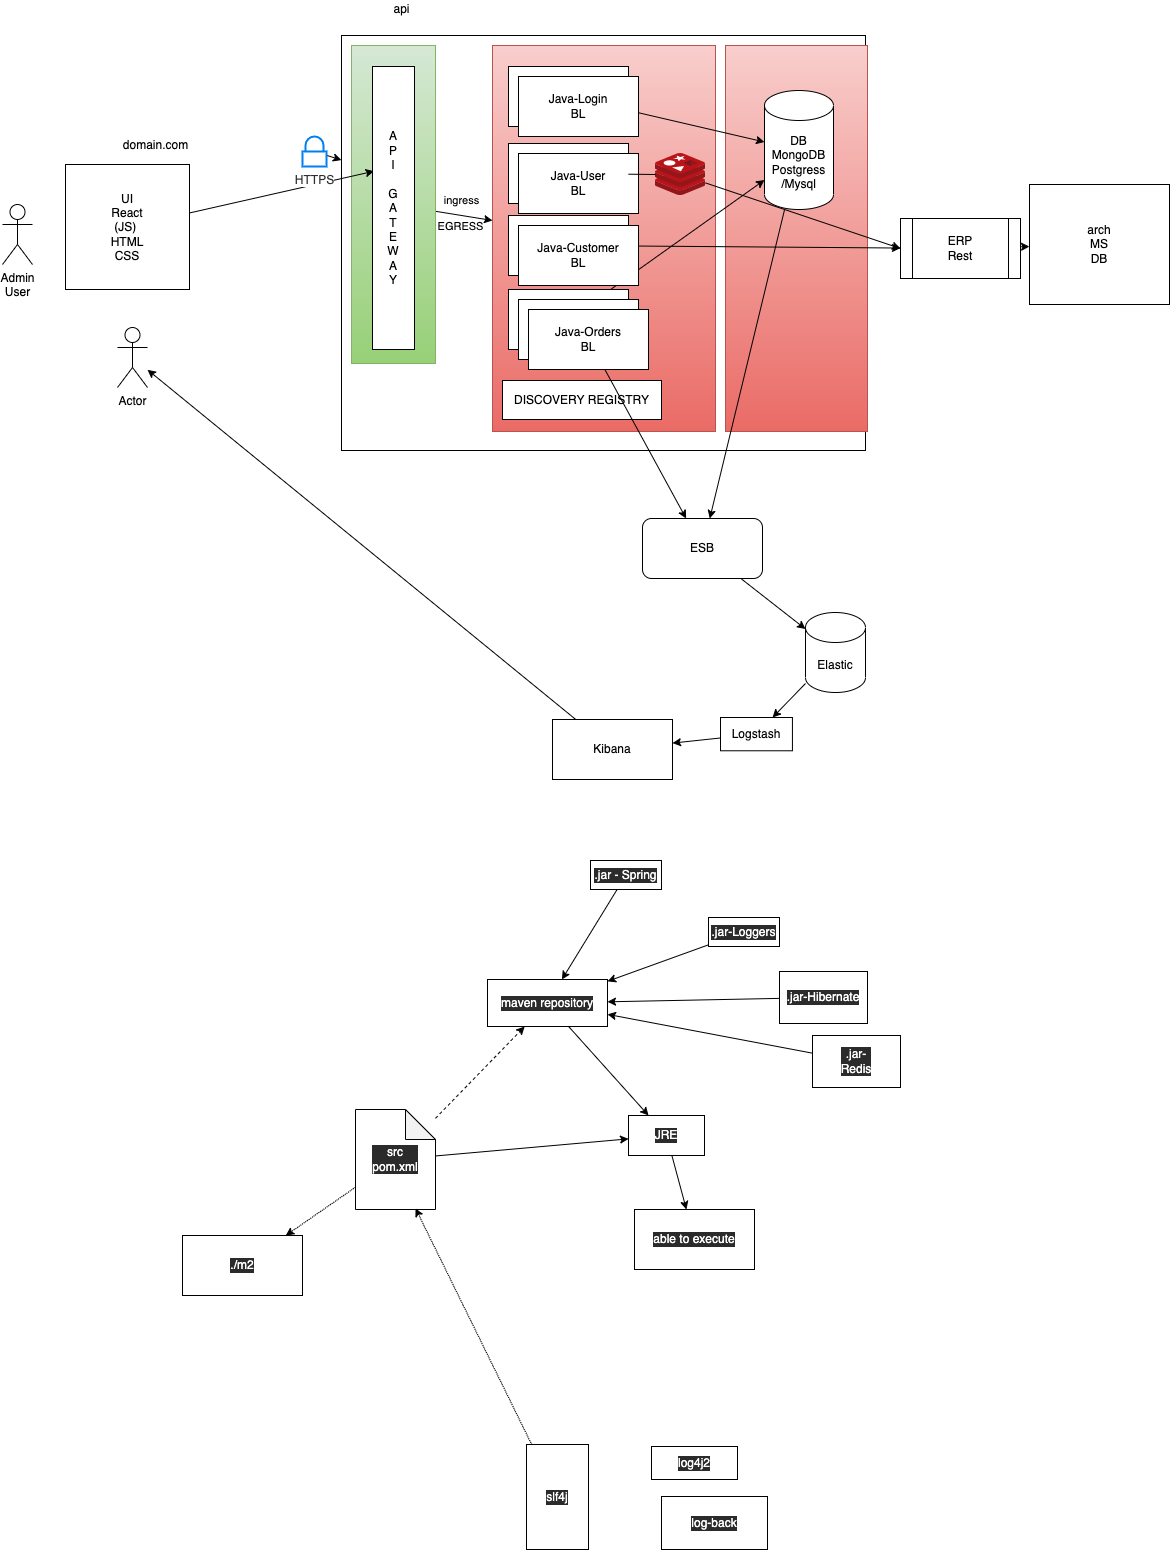 api
domain.com
HTTPS
UI
React
(JS)
HTML
CSS
Admin
User
Actor
A
P
I
G
A
T
E
W
A
Y
ingress
EGRESS
Java-Login
BL
Java-User
BL
Java-Customer
BL
Java-Orders
BL
DISCOVERY REGISTRY
DB
MongoDB
Postgress
/Mysql
ERP
Rest
arch
MS
DB
ESB
Elastic
Logstash
Kibana
.jar - Spring
.jar-Loggers
maven repository
.jar-Hibernate
.jar-
Redis
JRE
src
pom.xml
able to execute
./m2
slf4j
log4j2
log-back